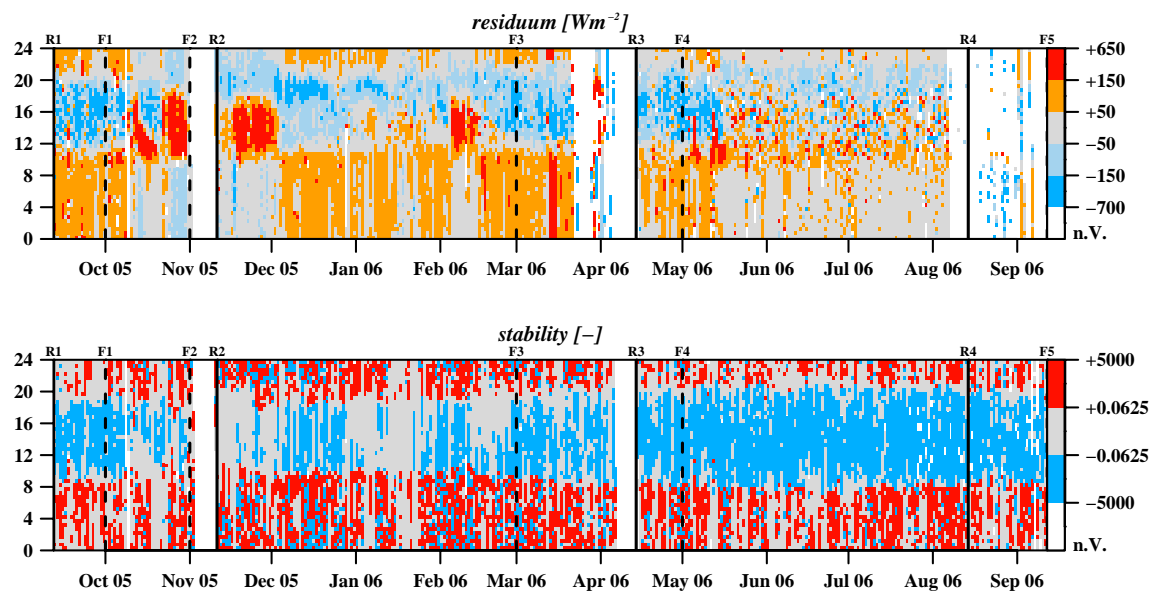 residuum [Wm⁻²]
R1 F1 F2 R2 F3 R3 F4 R4 F5
24 +650
20 +150
16 +50
12 −50
8 −150
4 −700
0 n.V.
Oct 05 Nov 05 Dec 05 Jan 06 Feb 06 Mar 06 Apr 06 May 06 Jun 06 Jul 06 Aug 06 Sep 06
stability [−]
R1 F1 F2 R2 F3 R3 F4 R4 F5
24 +5000
20 +0.0625
16
12 −0.0625
8 −5000
4
0 n.V.
Oct 05 Nov 05 Dec 05 Jan 06 Feb 06 Mar 06 Apr 06 May 06 Jun 06 Jul 06 Aug 06 Sep 06